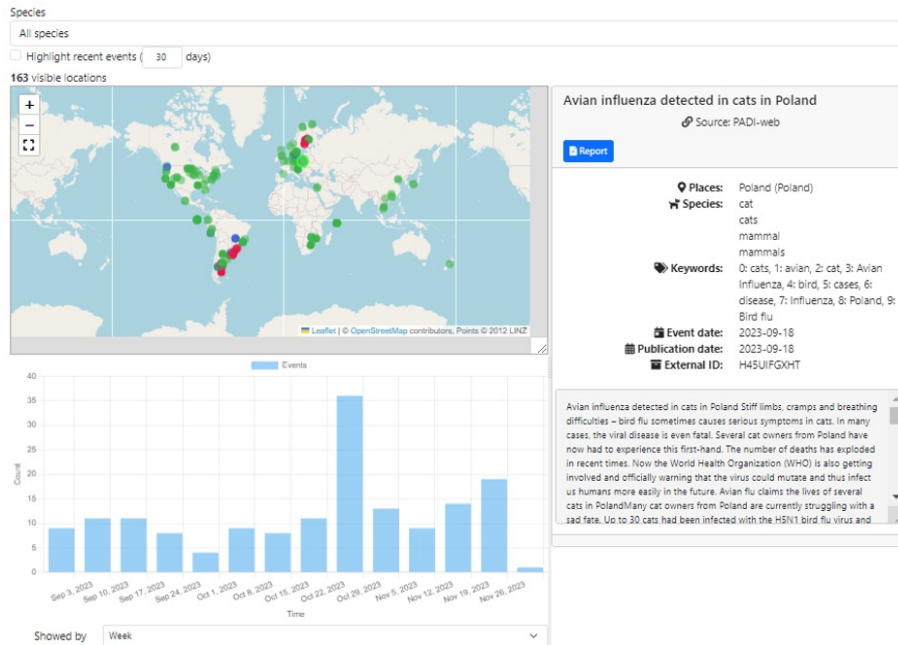 Species
All species
Highlight recent events ( 30 days)
163 visible locations
+
−
Leaflet | © OpenStreetMap contributors, Points © 2012 LINZ
Events
40
35
30
25
20
15
10
5
0
Count
Sep 3, 2023
Sep 10, 2023
Sep 17, 2023
Sep 24, 2023
Oct 1, 2023
Oct 8, 2023
Oct 15, 2023
Oct 22, 2023
Oct 29, 2023
Nov 5, 2023
Nov 12, 2023
Nov 19, 2023
Nov 26, 2023
Time
Showed by Week
Avian influenza detected in cats in Poland
Source: PADI-web
Report
Places: Poland (Poland)
Species: cat
cats
mammal
mammals
Keywords: 0: cats, 1: avian, 2: cat, 3: Avian
Influenza, 4: bird, 5: cases, 6:
disease, 7: Influenza, 8: Poland, 9:
Bird flu
Event date: 2023-09-18
Publication date: 2023-09-18
External ID: H45UIFGXHT
Avian influenza detected in cats in Poland Stiff limbs, cramps and breathing
difficulties – bird flu sometimes causes serious symptoms in cats. In many
cases, the viral disease is even fatal. Several cat owners from Poland have
now had to experience this first-hand. The number of deaths has exploded
in recent times. Now the World Health Organization (WHO) is also getting
involved and officially warning that the virus could mutate and thus infect
us humans more easily in the future. Avian flu claims the lives of several
cats in PolandMany cat owners from Poland are currently struggling with a
sad fate. Up to 30 cats had been infected with the H5N1 bird flu virus and